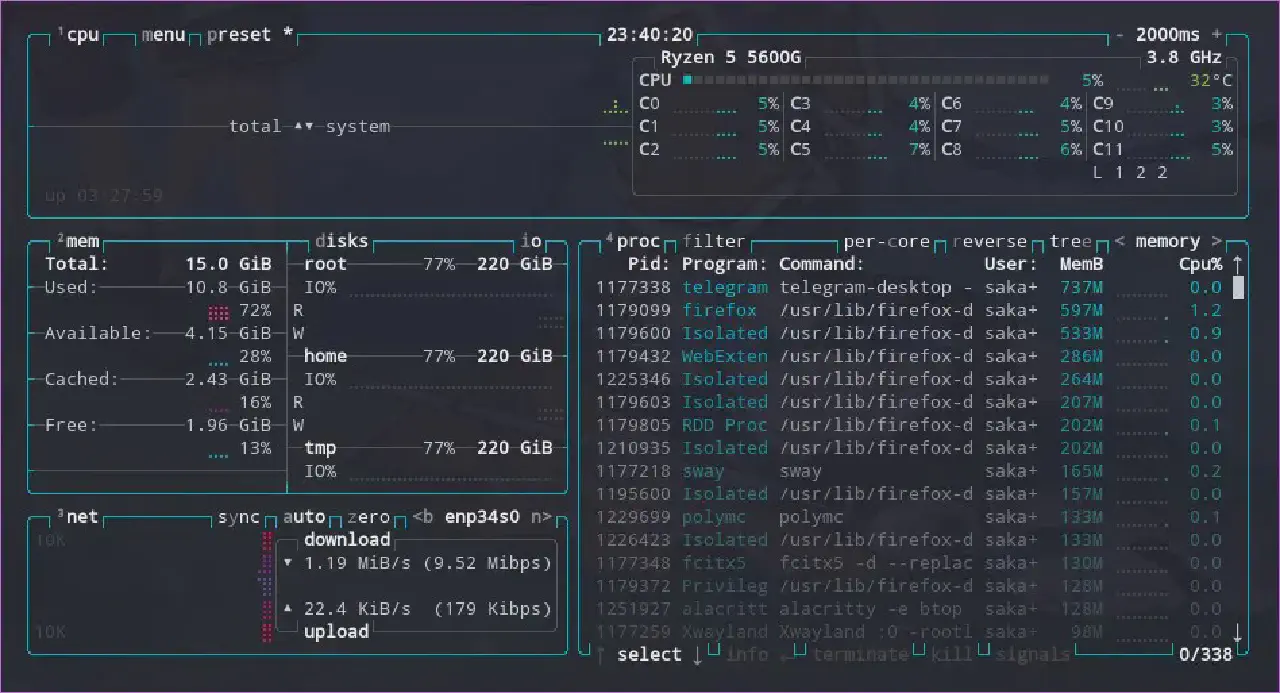 ¹cpu menu preset * 23:40:20 - 2000ms +
Ryzen 5 5600G 3.8 GHz
CPU 5% 32°C
C0 5% C3 4% C6 4% C9 3%
total ▲▼ system
C1 5% C4 4% C7 5% C10 3%
C2 5% C5 7% C8 6% C11 5%
L 1 2 2
up 03:27:59
²mem disks io
Total: 15.0 GiB
Used: 10.8 GiB
72%
Available: 4.15 GiB
28%
Cached: 2.43 GiB
16%
Free: 1.96 GiB
13%
root 77% 220 GiB
IO%
R
W
home 77% 220 GiB
IO%
R
W
tmp 77% 220 GiB
IO%
³net sync auto zero <b enp34s0 n>
10K
download
▼ 1.19 MiB/s (9.52 Mibps)
▲ 22.4 KiB/s (179 Kibps)
upload
10K
⁴proc filter per-core reverse tree < memory >
Pid: Program: Command: User: MemB Cpu% ↑
1177338 telegram telegram-desktop - saka+ 737M 0.0
1179099 firefox /usr/lib/firefox-d saka+ 597M 1.2
1179600 Isolated /usr/lib/firefox-d saka+ 533M 0.9
1179432 WebExten /usr/lib/firefox-d saka+ 286M 0.0
1225346 Isolated /usr/lib/firefox-d saka+ 264M 0.0
1179603 Isolated /usr/lib/firefox-d saka+ 207M 0.0
1179805 RDD Proc /usr/lib/firefox-d saka+ 202M 0.1
1210935 Isolated /usr/lib/firefox-d saka+ 202M 0.0
1177218 sway sway saka+ 165M 0.2
1195600 Isolated /usr/lib/firefox-d saka+ 157M 0.0
1229699 polymc polymc saka+ 133M 0.1
1226423 Isolated /usr/lib/firefox-d saka+ 133M 0.0
1177348 fcitx5 fcitx5 -d --replac saka+ 130M 0.0
1179372 Privileg /usr/lib/firefox-d saka+ 128M 0.0
1251927 alacritt alacritty -e btop saka+ 128M 0.0
1177259 Xwayland Xwayland :0 -rootl saka+ 98M 0.0 ↓
↑ select ↓ info ↵ terminate kill signals 0/338